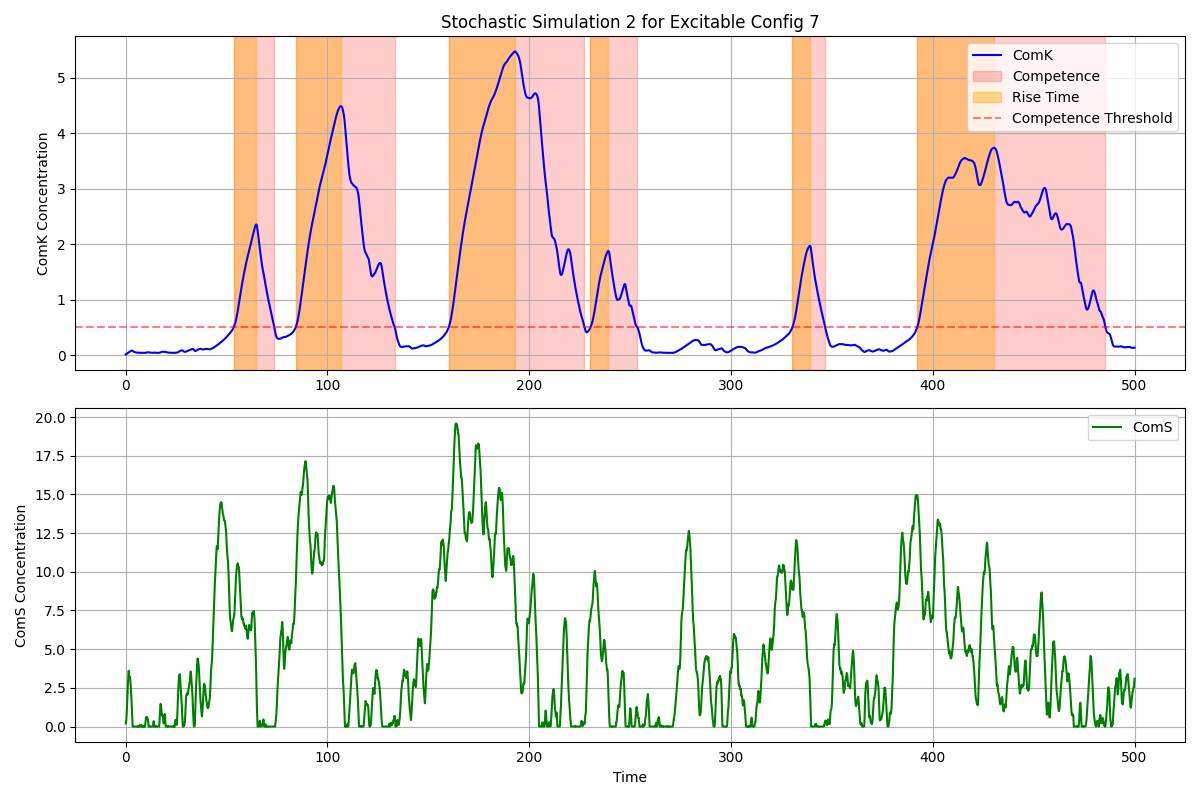 Stochastic Simulation 2 for Excitable Config 7
ComK Concentration
5
4
3
2
1
0
ComK
Competence
Rise Time
Competence Threshold
0 100 200 300 400 500
ComS Concentration
20.0
17.5
15.0
12.5
10.0
7.5
5.0
2.5
0.0
ComS
0 100 200 300 400 500
Time